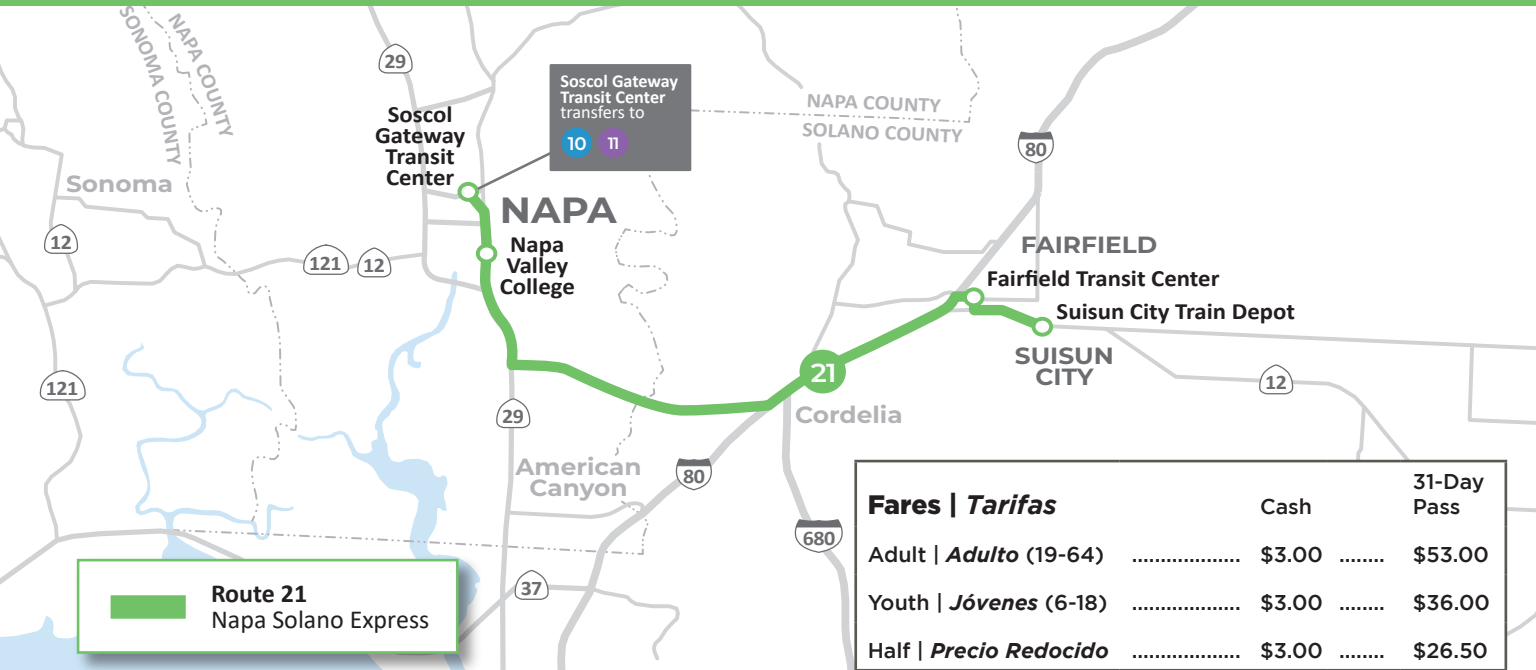 SONOMA COUNTY
NAPA COUNTY
29
Soscol
Gateway
Transit
Center
Soscol Gateway
Transit Center
transfers to
10 11
NAPA COUNTY
SOLANO COUNTY
80
Sonoma
NAPA
12
121 12
Napa
Valley
College
FAIRFIELD
Fairfield Transit Center
Suisun City Train Depot
SUISUN
CITY
21
121
12
29
Cordelia
American
Canyon
80
680
37
Route 21
Napa Solano Express
Fares | Tarifas Cash 31-Day Pass
Adult | Adulto (19-64) .................. $3.00 ........ $53.00
Youth | Jóvenes (6-18) .................. $3.00 ........ $36.00
Half | Precio Redocido .................. $3.00 ........ $26.50